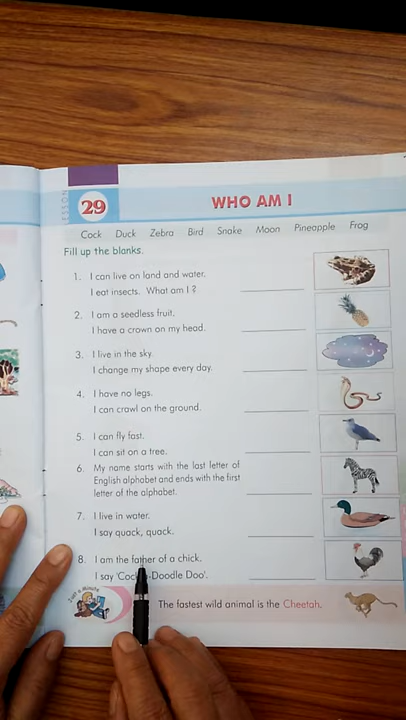 LESSON
29
WHO AM I
Cock Duck Zebra Bird Snake Moon Pineapple Frog
Fill up the blanks.
1. I can live on land and water.
I eat insects. What am I ?
2. I am a seedless fruit.
I have a crown on my head.
3. I live in the sky.
I change my shape every day.
4. I have no legs.
I can crawl on the ground.
5. I can fly fast.
I can sit on a tree.
6. My name starts with the last letter of
English alphabet and ends with the first
letter of the alphabet.
7. I live in water.
I say quack, quack.
8. I am the father of a chick.
I say 'Cock-a-Doodle Doo'.
The fastest wild animal is the Cheetah.